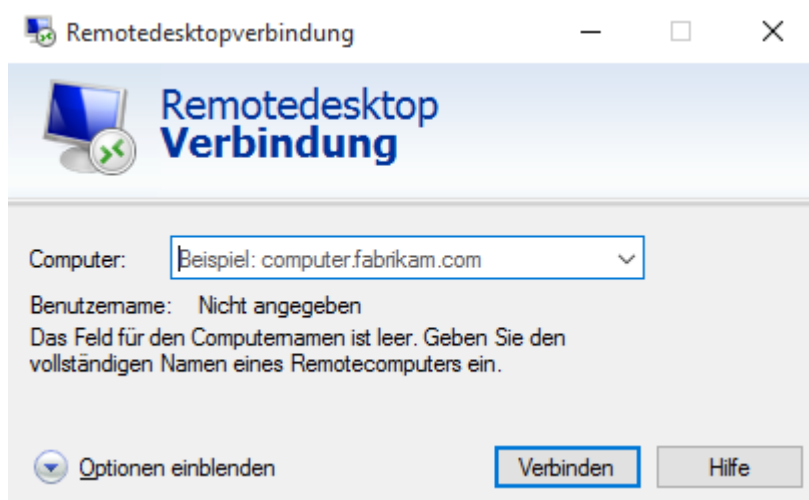 Remotedesktopverbindung
Remotedesktop
Verbindung
Computer: Beispiel: computer.fabrikam.com
Benutzername: Nicht angegeben
Das Feld für den Computernamen ist leer. Geben Sie den
vollständigen Namen eines Remotecomputers ein.
Optionen einblenden Verbinden Hilfe